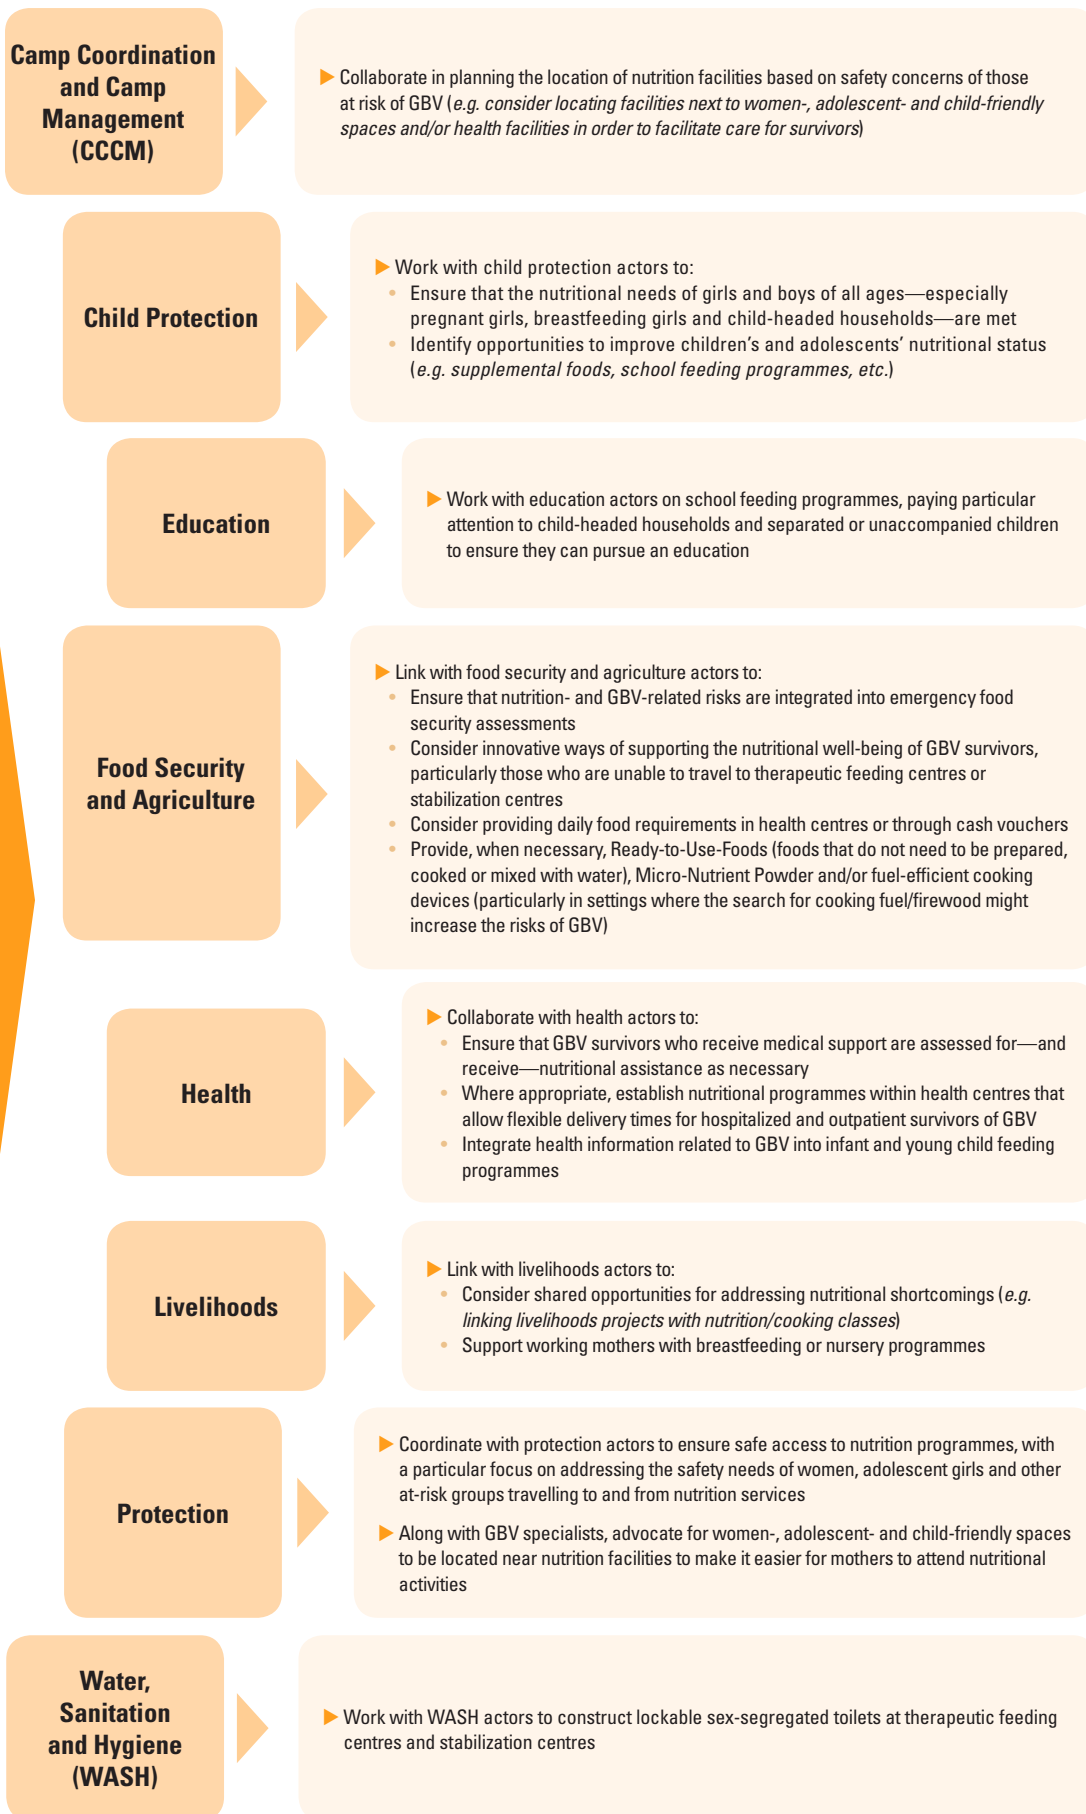 Camp Coordination
and Camp
Management
(CCCM)
▶ Collaborate in planning the location of nutrition facilities based on safety concerns of those
at risk of GBV (e.g. consider locating facilities next to women-, adolescent- and child-friendly
spaces and/or health facilities in order to facilitate care for survivors)
Child Protection
▶ Work with child protection actors to:
• Ensure that the nutritional needs of girls and boys of all ages—especially
pregnant girls, breastfeeding girls and child-headed households—are met
• Identify opportunities to improve children’s and adolescents’ nutritional status
(e.g. supplemental foods, school feeding programmes, etc.)
Education
▶ Work with education actors on school feeding programmes, paying particular
attention to child-headed households and separated or unaccompanied children
to ensure they can pursue an education
Food Security
and Agriculture
▶ Link with food security and agriculture actors to:
• Ensure that nutrition- and GBV-related risks are integrated into emergency food
security assessments
• Consider innovative ways of supporting the nutritional well-being of GBV survivors,
particularly those who are unable to travel to therapeutic feeding centres or
stabilization centres
• Consider providing daily food requirements in health centres or through cash vouchers
• Provide, when necessary, Ready-to-Use-Foods (foods that do not need to be prepared,
cooked or mixed with water), Micro-Nutrient Powder and/or fuel-efficient cooking
devices (particularly in settings where the search for cooking fuel/firewood might
increase the risks of GBV)
Health
▶ Collaborate with health actors to:
• Ensure that GBV survivors who receive medical support are assessed for—and
receive—nutritional assistance as necessary
• Where appropriate, establish nutritional programmes within health centres that
allow flexible delivery times for hospitalized and outpatient survivors of GBV
• Integrate health information related to GBV into infant and young child feeding
programmes
Livelihoods
▶ Link with livelihoods actors to:
• Consider shared opportunities for addressing nutritional shortcomings (e.g.
linking livelihoods projects with nutrition/cooking classes)
• Support working mothers with breastfeeding or nursery programmes
Protection
▶ Coordinate with protection actors to ensure safe access to nutrition programmes, with
a particular focus on addressing the safety needs of women, adolescent girls and other
at-risk groups travelling to and from nutrition services
▶ Along with GBV specialists, advocate for women-, adolescent- and child-friendly spaces
to be located near nutrition facilities to make it easier for mothers to attend nutritional
activities
Water,
Sanitation
and Hygiene
(WASH)
▶ Work with WASH actors to construct lockable sex-segregated toilets at therapeutic feeding
centres and stabilization centres